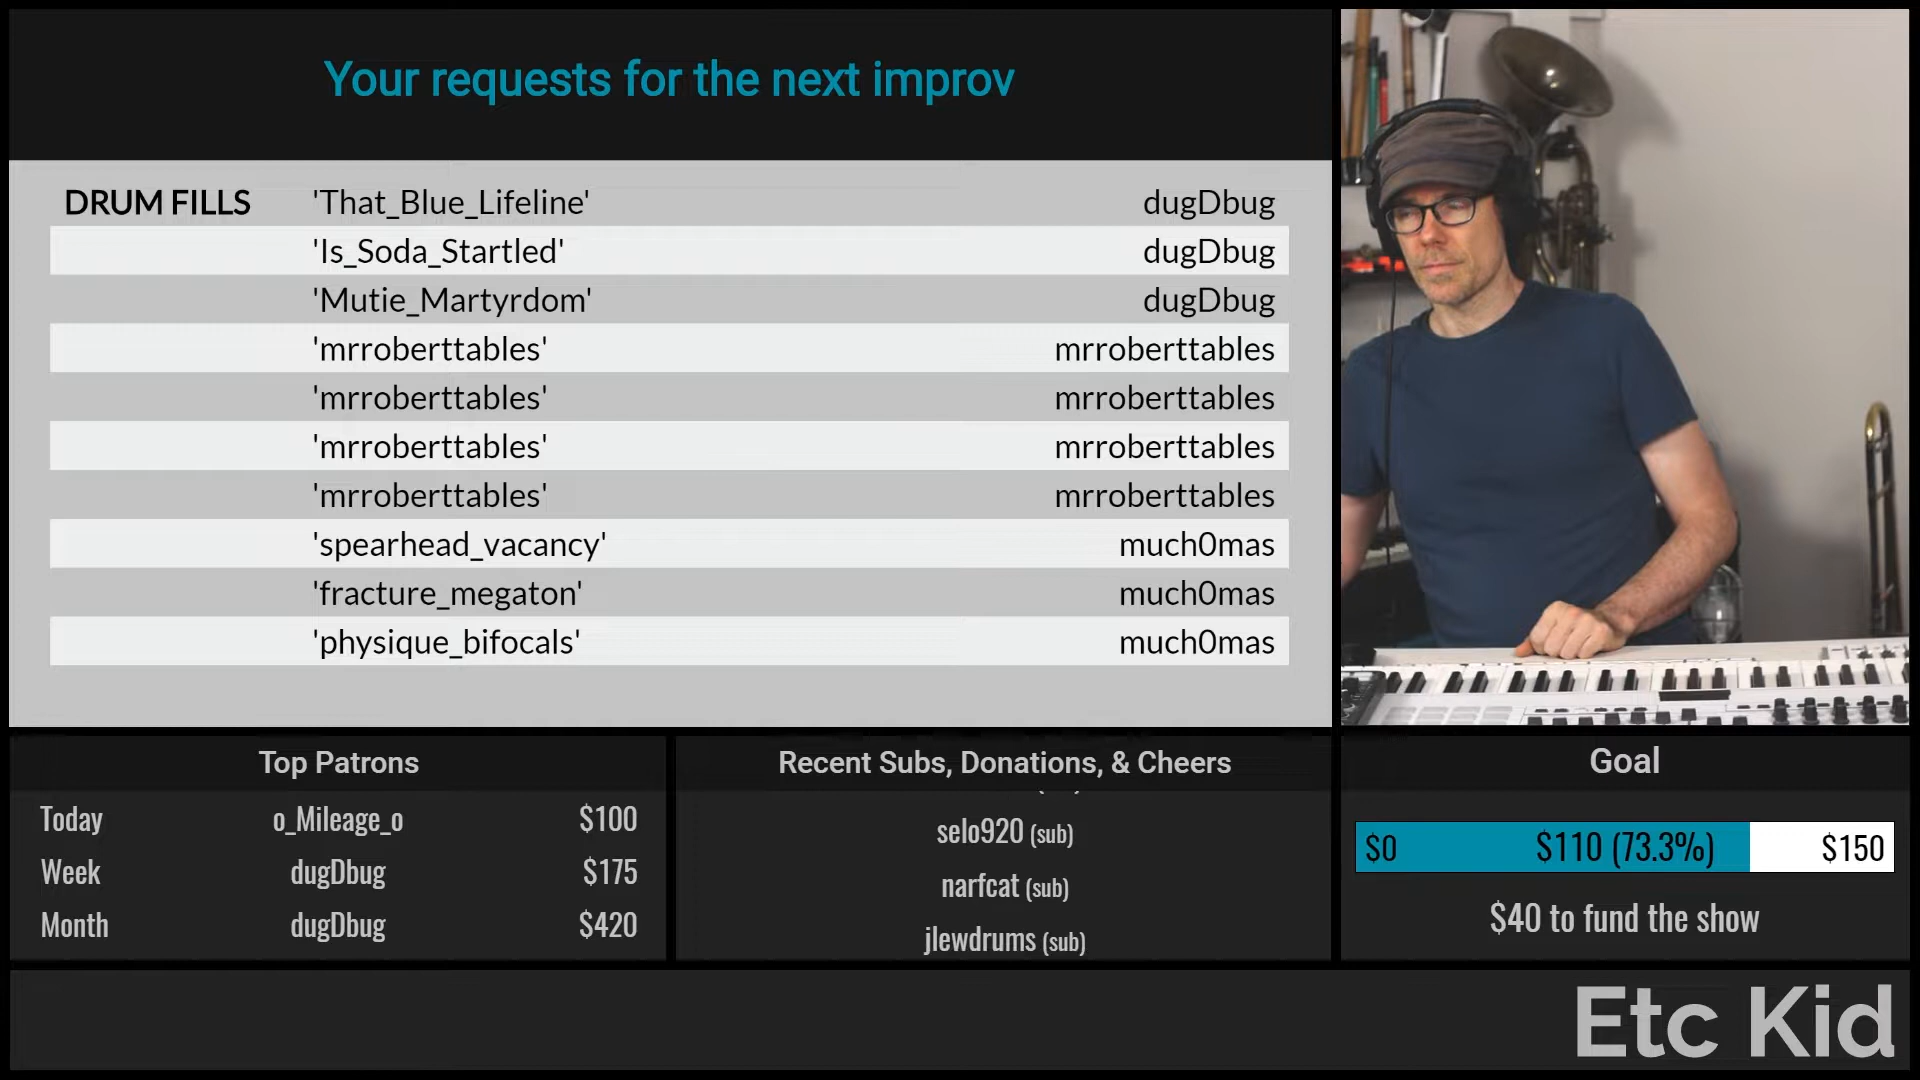 Your requests for the next improv
DRUM FILLS 'That_Blue_Lifeline' dugDbug
'Is_Soda_Startled' dugDbug
'Mutie_Martyrdom' dugDbug
'mrroberttables' mrroberttables
'mrroberttables' mrroberttables
'mrroberttables' mrroberttables
'mrroberttables' mrroberttables
'spearhead_vacancy' much0mas
'fracture_megaton' much0mas
'physique_bifocals' much0mas
Top Patrons
Today o_Mileage_o $100
Week dugDbug $175
Month dugDbug $420
Recent Subs, Donations, & Cheers
selo920 (sub)
narfcat (sub)
jlewdrums (sub)
Goal
$0 $110 (73.3%) $150
$40 to fund the show
Etc Kid